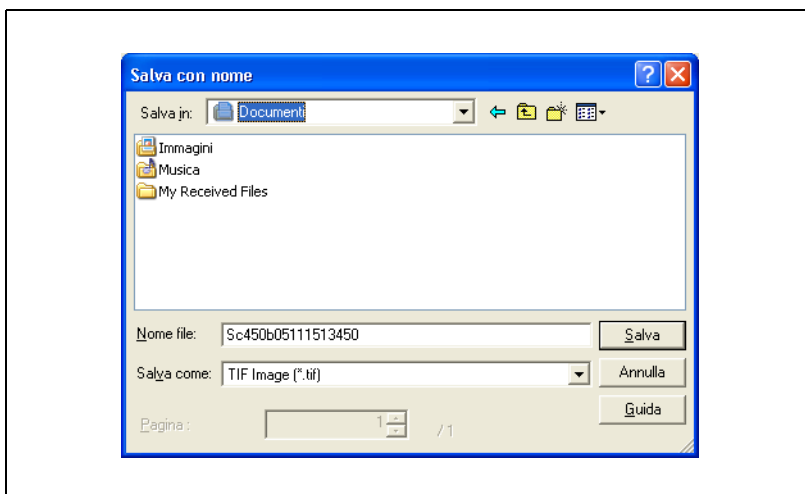 Salva con nome
Salva in: Documenti
Immagini
Musica
My Received Files
Nome file: Sc450b05111513450 Salva
Salva come: TIF Image (*.tif) Annulla
Guida
Pagina : 1 / 1